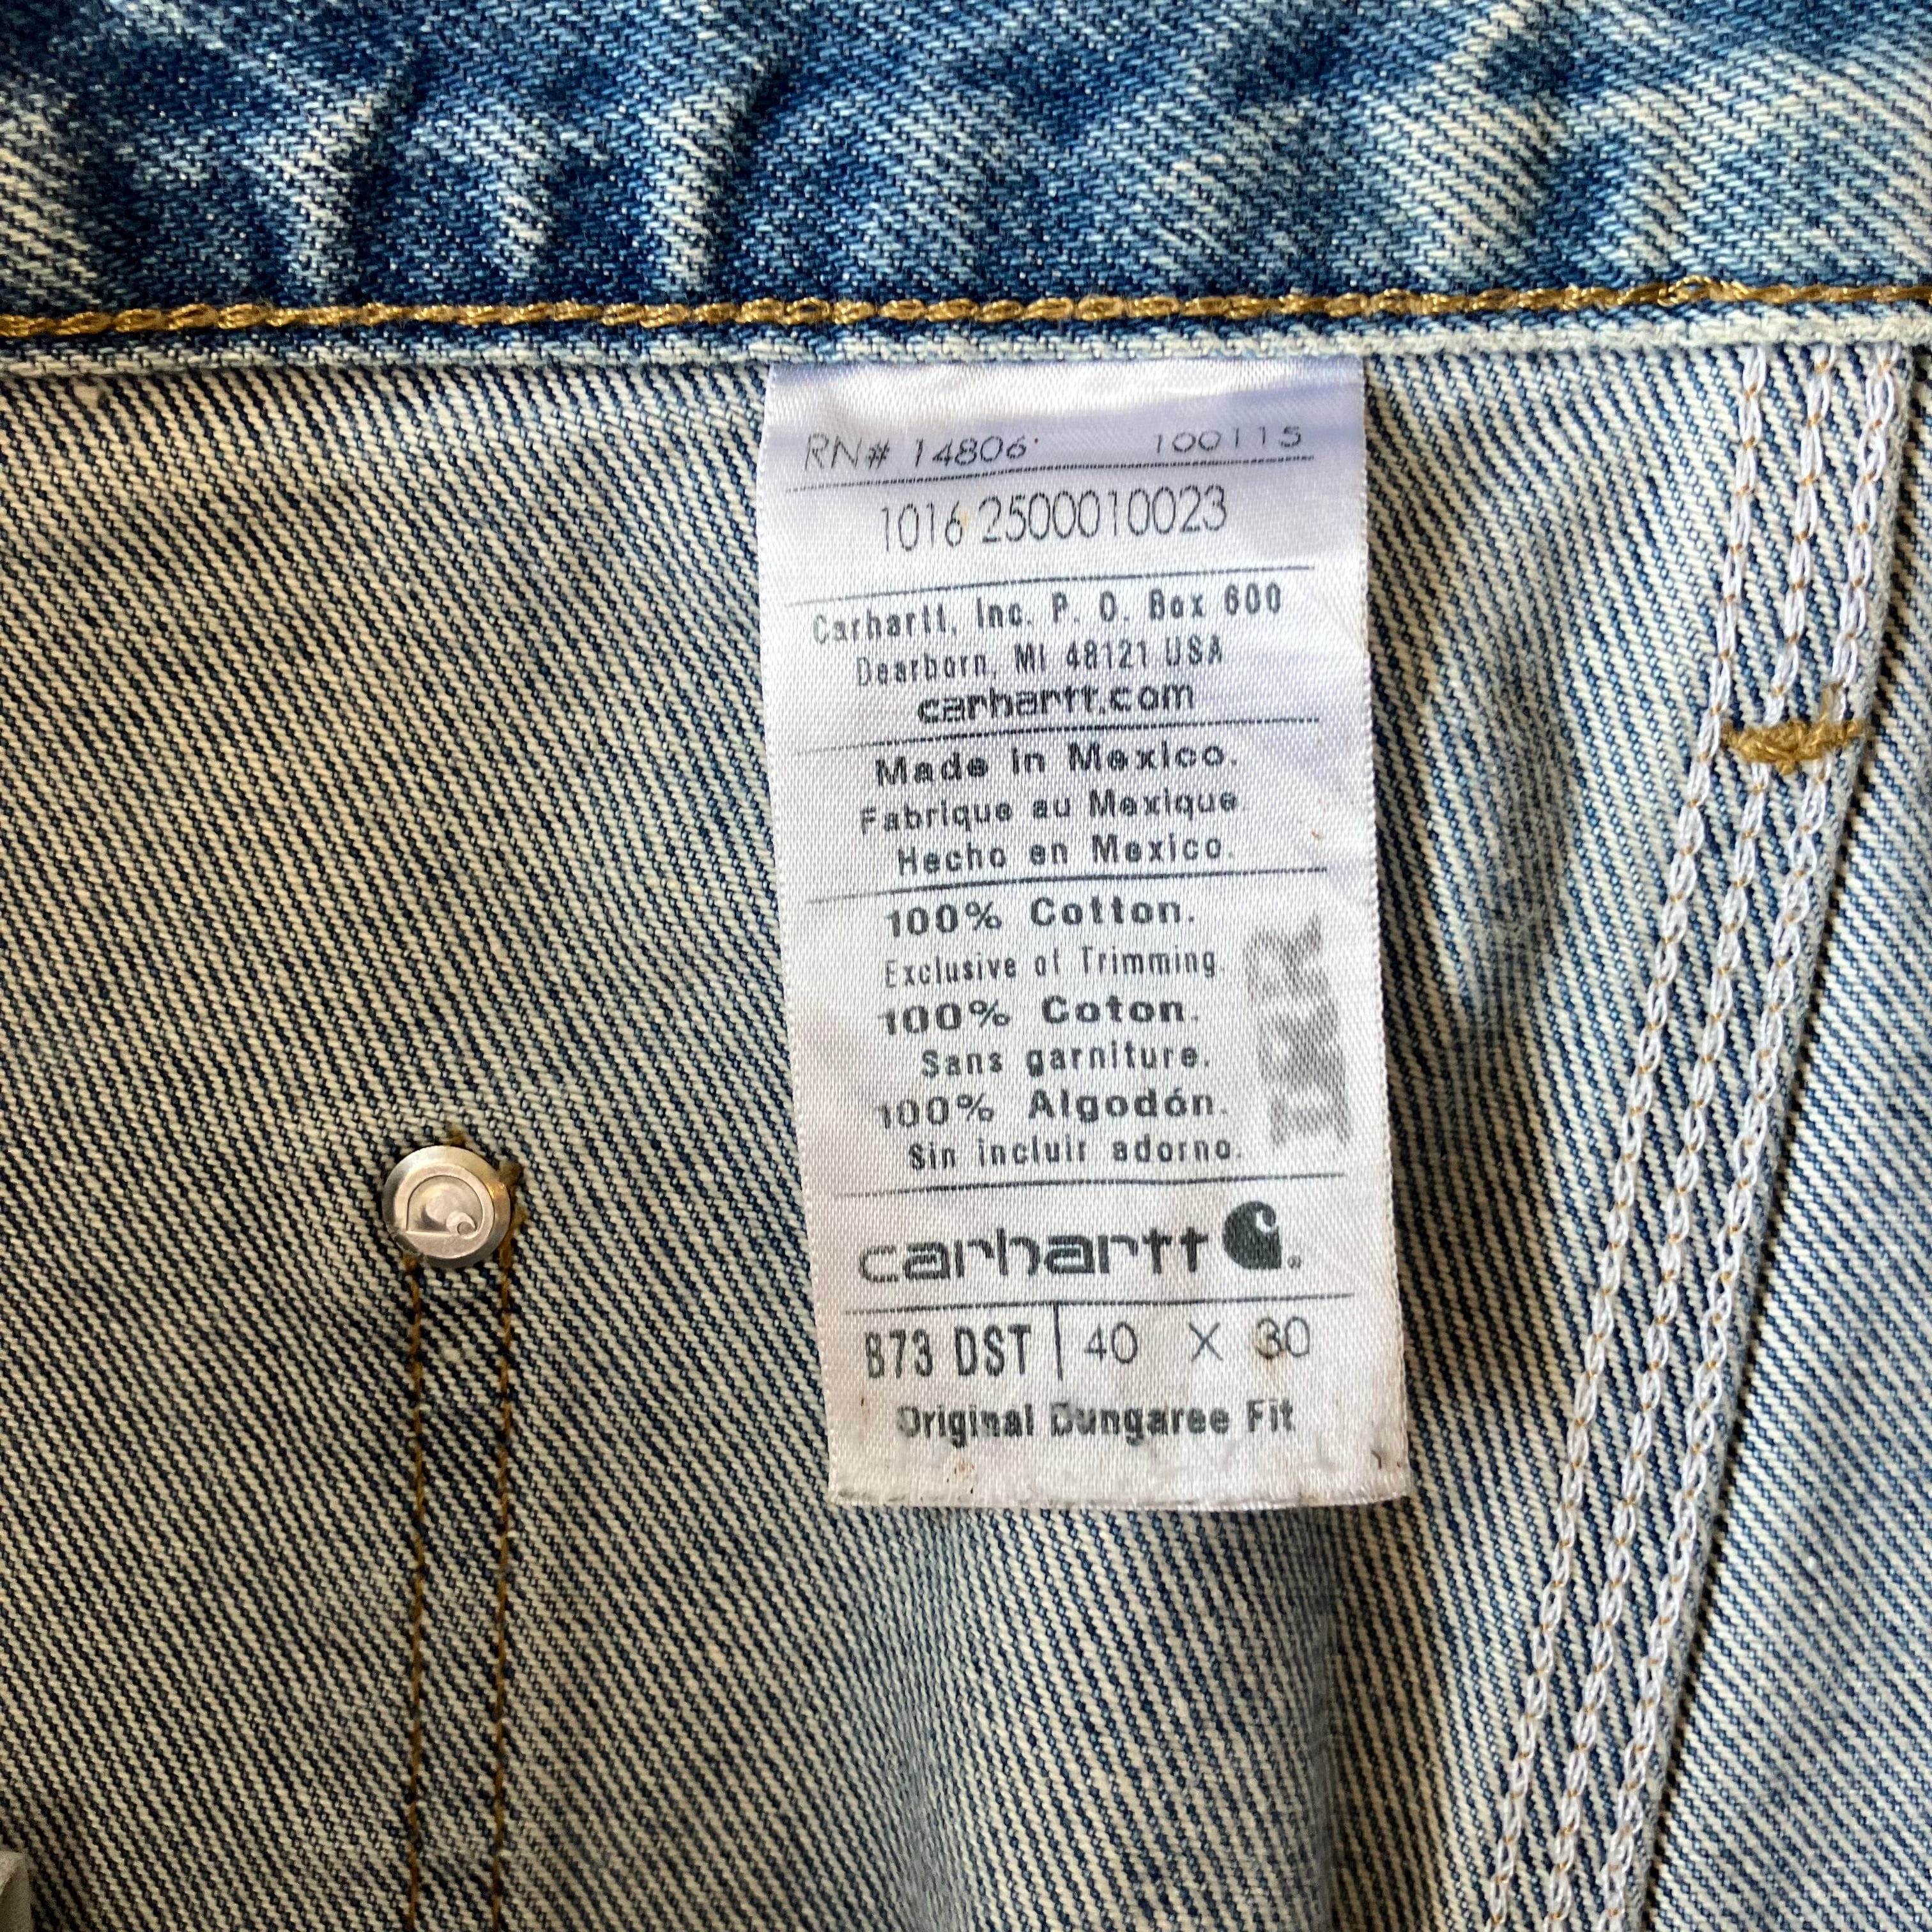 RN# 14806 100115
1016 2500010023
Carhartt, Inc. P. O. Box 600
Dearborn, MI 48121 USA
carhartt.com
Made in Mexico.
Fabrique au Mexique
Hecho en Mexico.
100% Cotton.
Exclusive of Trimming.
100% Coton.
Sans garniture.
100% Algodón.
Sin incluir adorno.
carhartt
B73 DST 40 X 30
Original Dungaree Fit